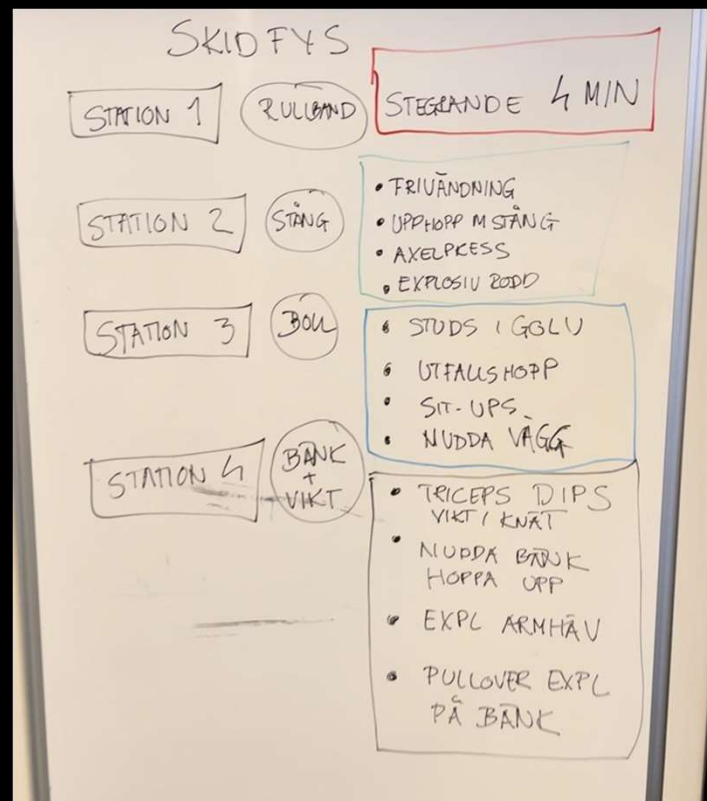 SKIDFYS
STATION 1 RULLBAND STEGRANDE 4 MIN
STATION 2 STÅNG
• FRIVÄNDNING
• UPPHOPP M STÅNG
• AXELPRESS
• EXPLOSIV RODD
STATION 3 BOLL
• STUDS I GOLV
• UTFALLSHOPP
• SIT-UPS
• NUDDA VÄGG
STATION 4 BÄNK
+
VIKT
• TRICEPS DIPS
VIKT I KNÄT
• NUDDA BÄNK
HOPPA UPP
• EXPL ARMHÄV
• PULLOVER EXPL
PÅ BÄNK